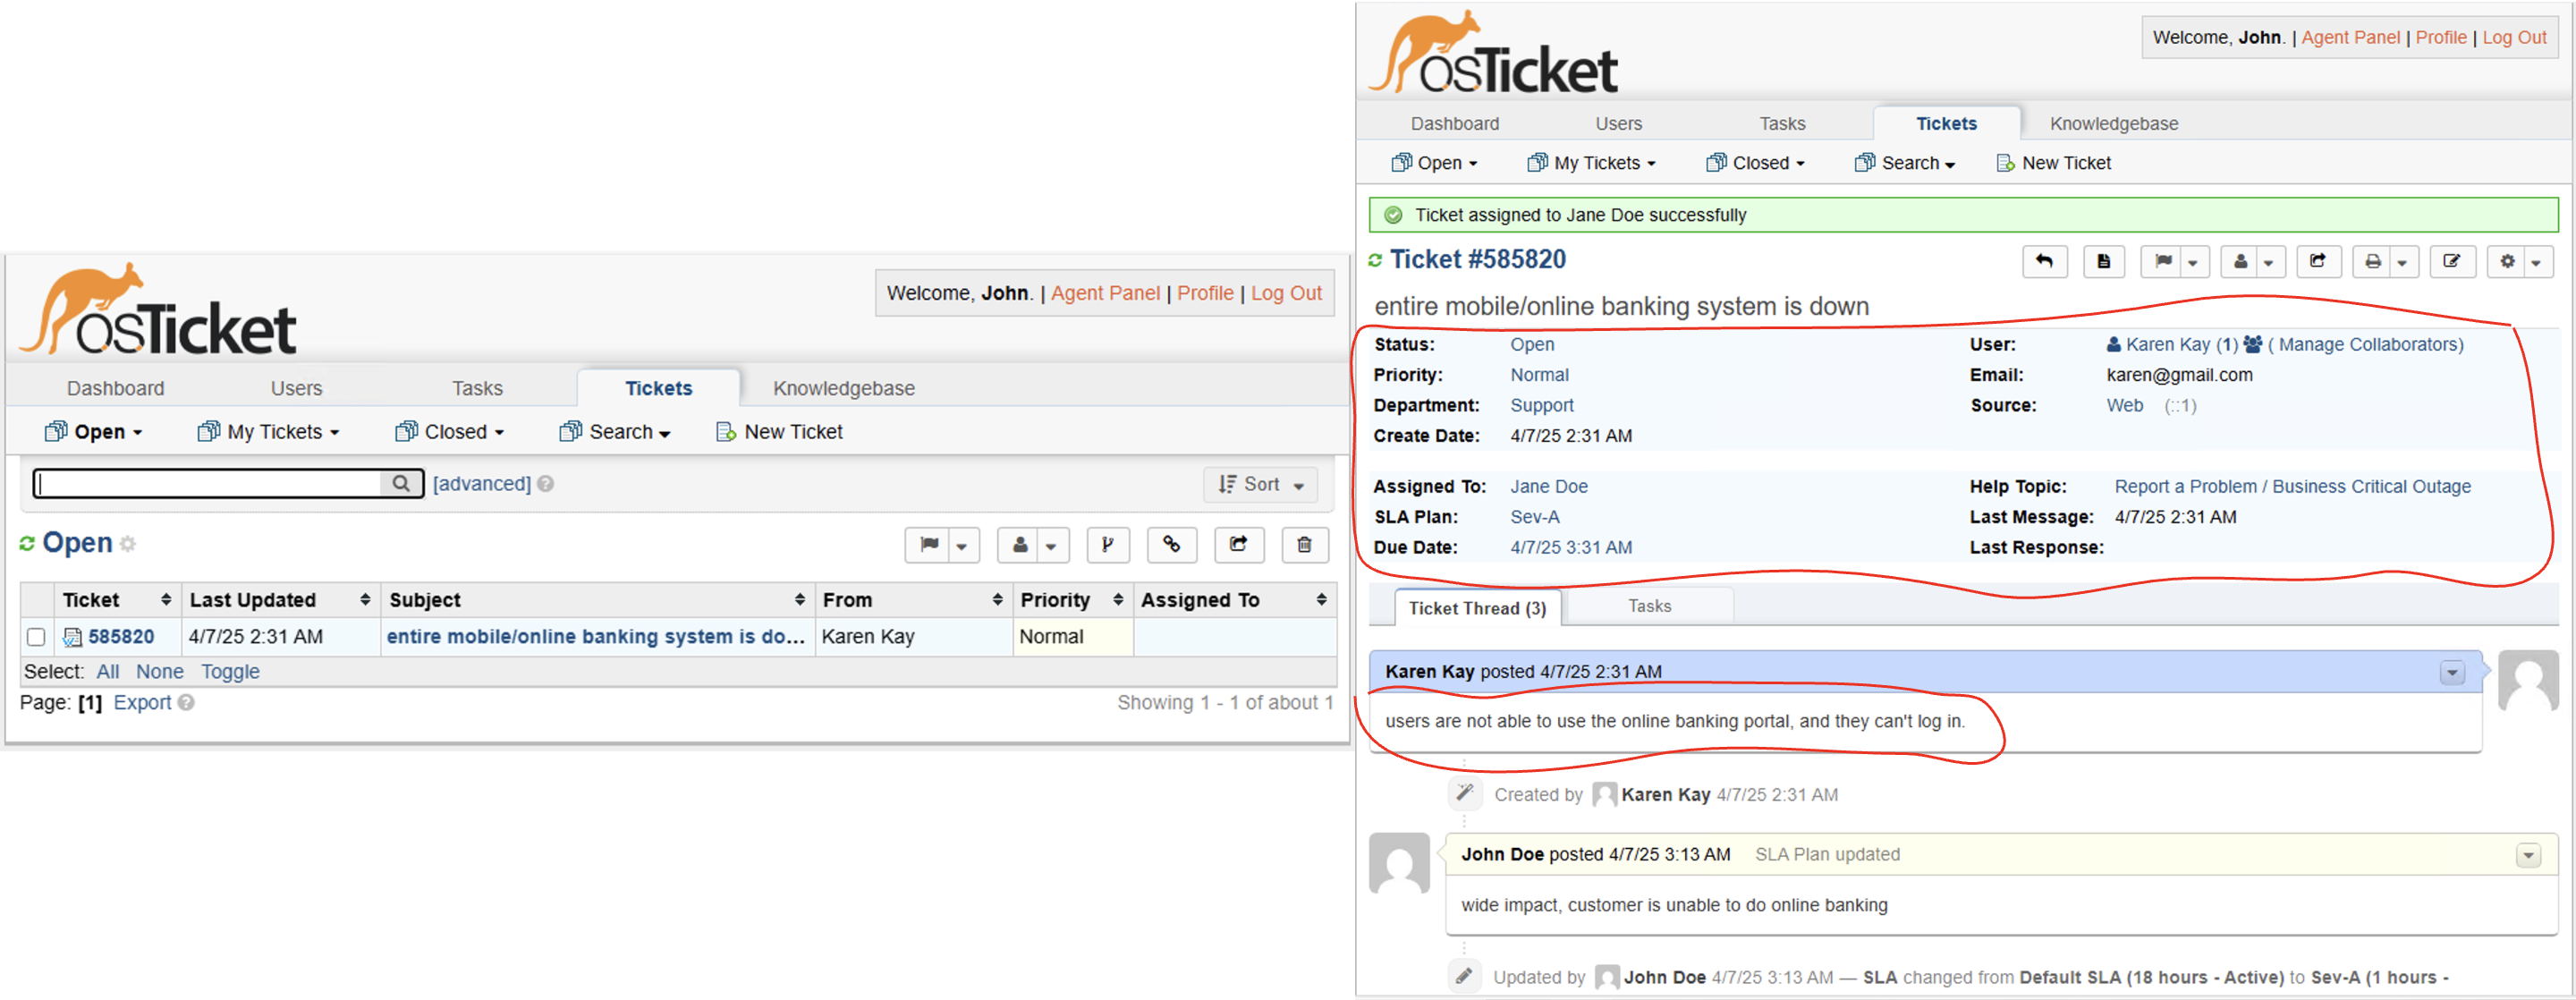 osTicket
Welcome, John. | Agent Panel | Profile | Log Out
Dashboard Users Tasks Tickets Knowledgebase
Open My Tickets Closed Search New Ticket
[advanced]
Sort
Open
Ticket Last Updated Subject From Priority Assigned To
585820 4/7/25 2:31 AM entire mobile/online banking system is do... Karen Kay Normal
Select: All None Toggle
Page: [1] Export Showing 1 - 1 of about 1
osTicket
Welcome, John. | Agent Panel | Profile | Log Out
Dashboard Users Tasks Tickets Knowledgebase
Open My Tickets Closed Search New Ticket
Ticket assigned to Jane Doe successfully
Ticket #585820
entire mobile/online banking system is down
Status: Open User: Karen Kay (1) ( Manage Collaborators)
Priority: Normal Email: karen@gmail.com
Department: Support Source: Web (::1)
Create Date: 4/7/25 2:31 AM
Assigned To: Jane Doe Help Topic: Report a Problem / Business Critical Outage
SLA Plan: Sev-A Last Message: 4/7/25 2:31 AM
Due Date: 4/7/25 3:31 AM Last Response:
Ticket Thread (3) Tasks
Karen Kay posted 4/7/25 2:31 AM
users are not able to use the online banking portal, and they can't log in.
Created by Karen Kay 4/7/25 2:31 AM
John Doe posted 4/7/25 3:13 AM SLA Plan updated
wide impact, customer is unable to do online banking
Updated by John Doe 4/7/25 3:13 AM — SLA changed from Default SLA (18 hours - Active) to Sev-A (1 hours -